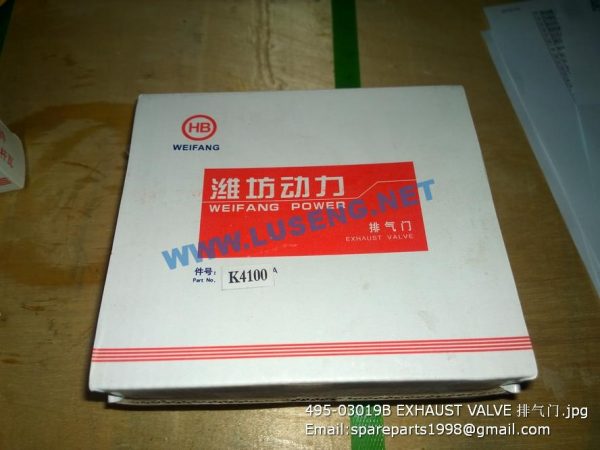 HB
WEIFANG
潍坊动力
WEIFANG POWER
排气门
EXHAUST VALVE
WWW.LUSENG.NET
件号:
Part No.
K4100
A
495-03019B EXHAUST VALVE 排气门.jpg
Email:spareparts1998@gmail.com